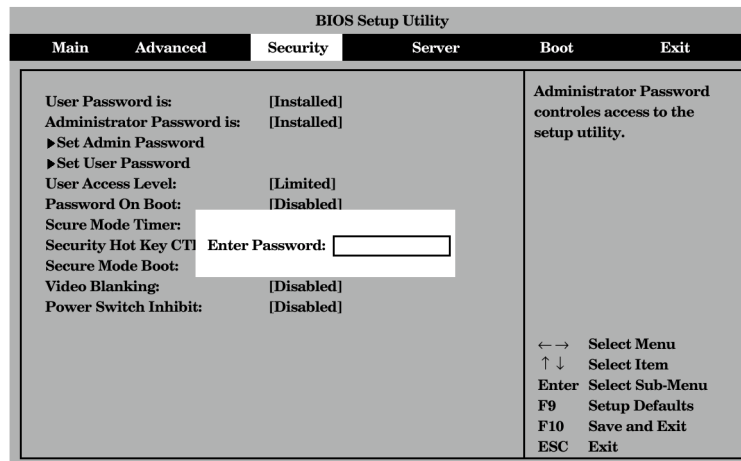 BIOS Setup Utility
Main Advanced Security Server Boot Exit
User Password is: [Installed]
Administrator Password is: [Installed]
▶Set Admin Password
▶Set User Password
User Access Level: [Limited]
Password On Boot: [Disabled]
Scure Mode Timer:
Security Hot Key CTL
Secure Mode Boot:
Video Blanking: [Disabled]
Power Switch Inhibit: [Disabled]
Enter Password:
Administrator Password
controles access to the
setup utility.
←→ Select Menu
↑↓ Select Item
Enter Select Sub-Menu
F9 Setup Defaults
F10 Save and Exit
ESC Exit